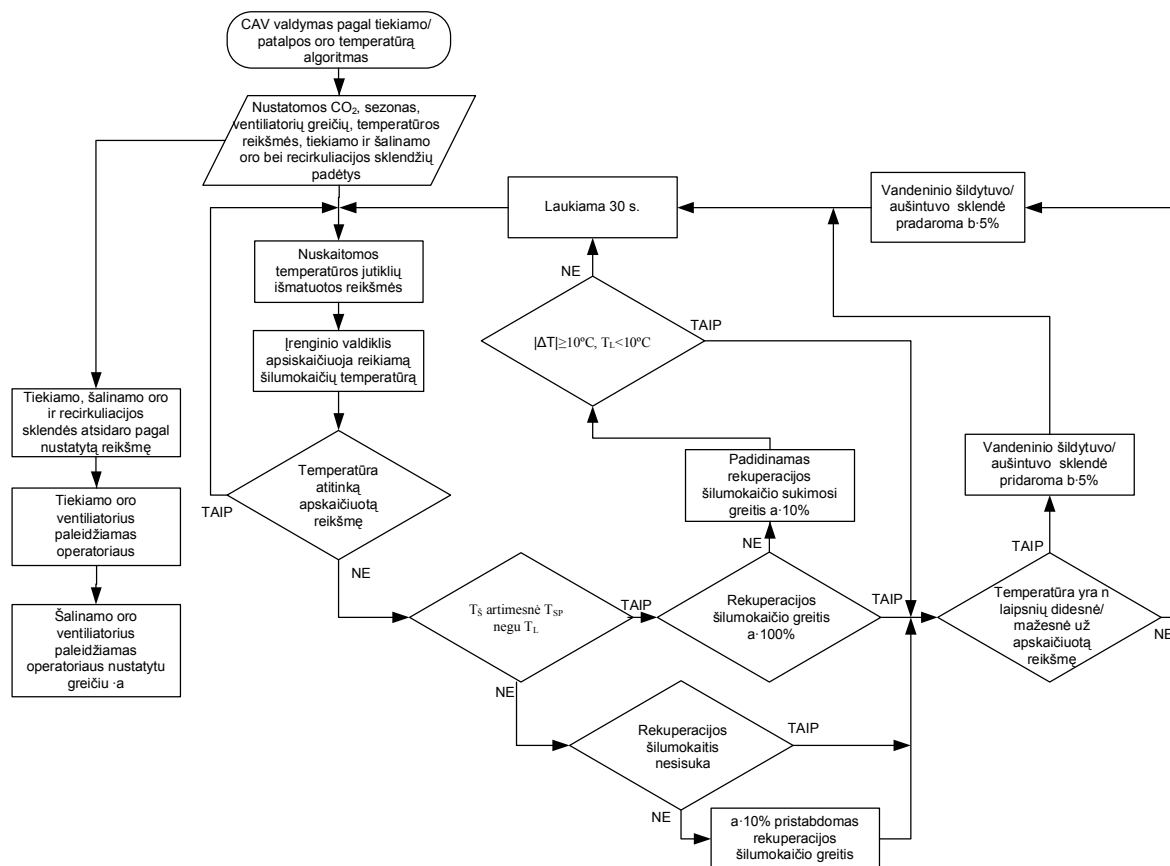 CAV valdymas pagal tiekiamo/
patalpos oro temperatūrą
algoritmas
Nustatomos CO₂, sezonas,
ventiliatorių greičių, temperatūros
reikšmės, tiekiamo ir šalinamo
oro bei recirkuliacijos sklendžių
padėtys
Laukiama 30 s.
Vandeninio šildytuvo/
aušintuvo sklendė
pradaroma b·5%
Nuskaitomos
temperatūros jutiklių
išmatuotos reikšmės
NE
|ΔT|≥10ºC, T_L<10ºC
TAIP
Įrenginio valdiklis
apsiskaičiuoja reikiamą
šilumokaičių temperatūrą
Tiekiamo, šalinamo oro
ir recirkuliacijos
sklendės atsidaro pagal
nustatytą reikšmę
Temperatūra
atitinką
apskaičiuotą
reikšmę
TAIP
NE
Padidinamas
rekuperacijos
šilumokaičio sukimosi
greitis a·10%
Vandeninio šildytuvo/
aušintuvo sklendė
pridaroma b·5%
Tiekiamo oro
ventiliatorius
paleidžiamas
operatoriaus
NE
TAIP
Šalinamo oro
ventiliatorius
paleidžiamas
operatoriaus nustatytu
greičiu ·a
T_Š artimesnė T_SP
negu T_L
TAIP
NE
Rekuperacijos
šilumokaičio greitis
a·100%
TAIP
Temperatūra yra n
laipsnių didesnė/
mažesnė už
apskaičiuotą
reikšmę
NE
Rekuperacijos
šilumokaitis
nesisuka
TAIP
NE
a·10% pristabdomas
rekuperacijos
šilumokaičio greitis